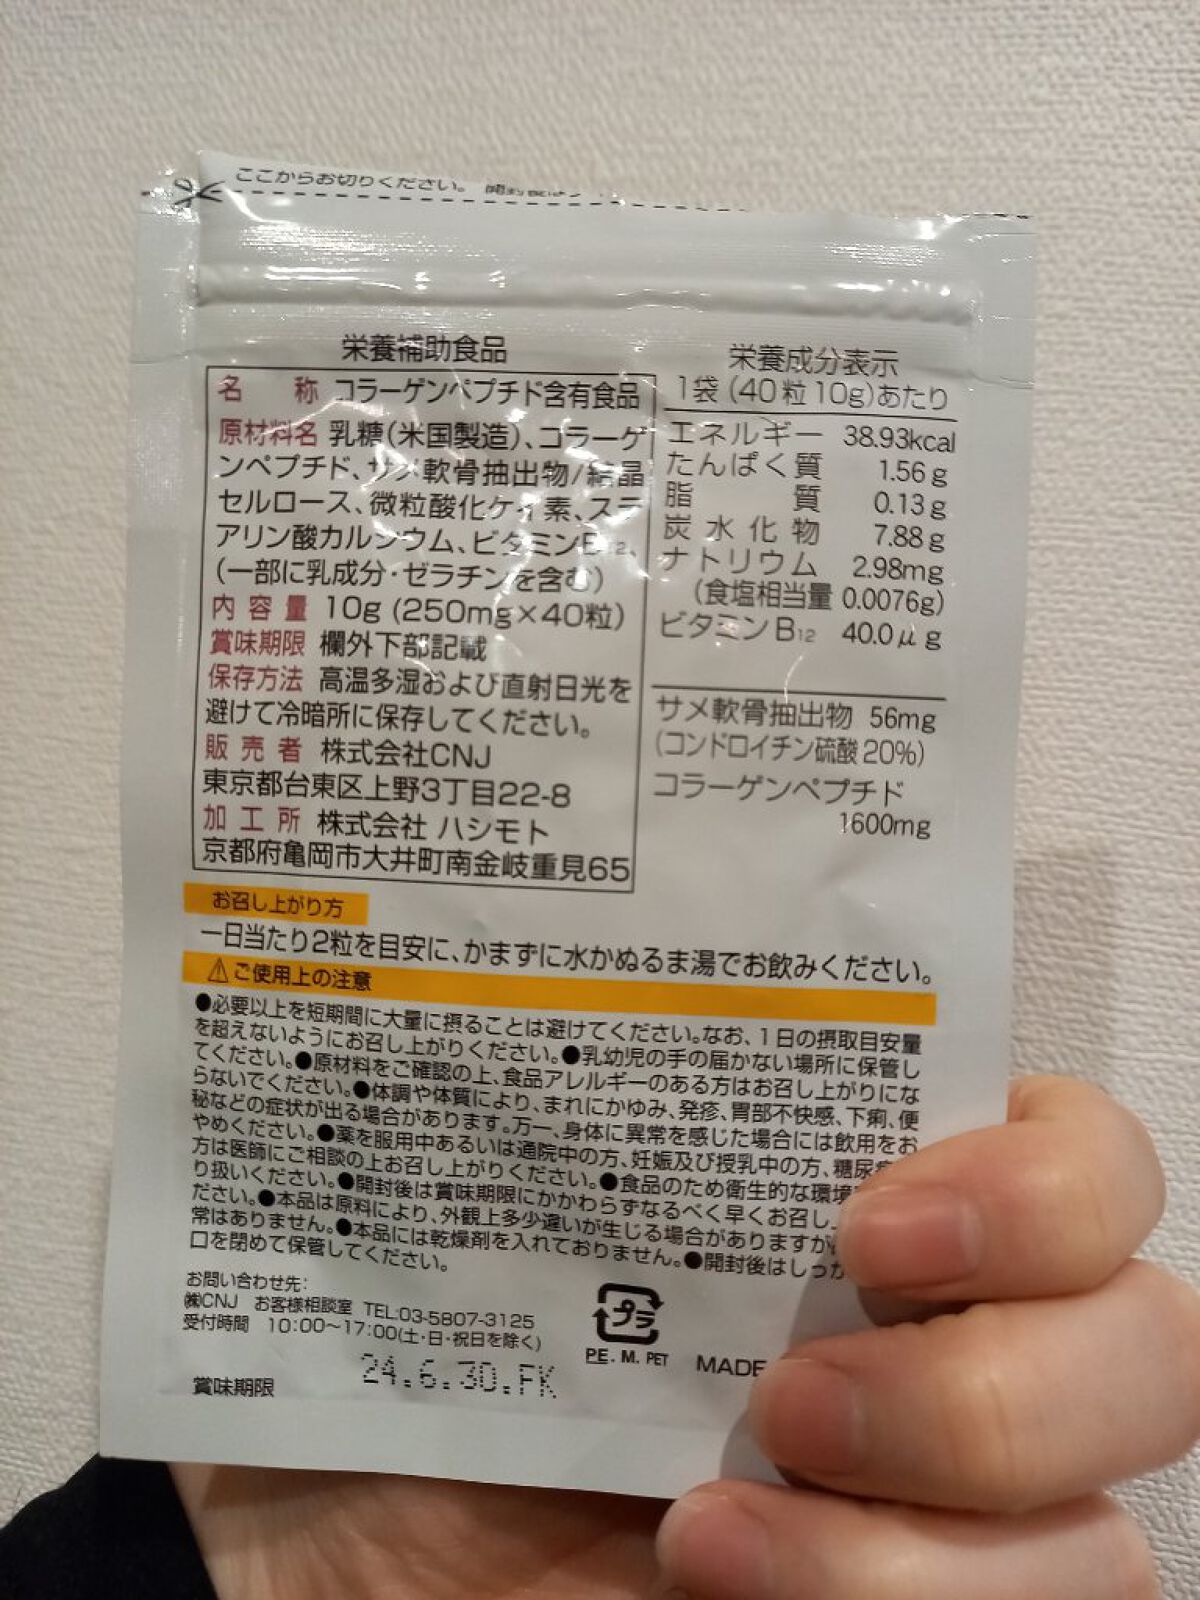 ここからお切りください。
栄養補助食品
名　称 コラーゲンペプチド含有食品
原材料名 乳糖(米国製造)、コラーゲ
ンペプチド、サメ軟骨抽出物/結晶
セルロース、微粒酸化ケイ素、ステ
アリン酸カルシウム、ビタミンB12、
(一部に乳成分・ゼラチンを含む)
内容量 10g (250mg×40粒)
賞味期限 欄外下部記載
保存方法 高温多湿および直射日光を
避けて冷暗所に保存してください。
販売者 株式会社CNJ
東京都台東区上野3丁目22-8
加工所 株式会社 ハシモト
京都府亀岡市大井町南金岐重見65
栄養成分表示
1袋(40粒10g)あたり
エネルギー 38.93kcal
たんぱく質 1.56g
脂質 0.13g
炭水化物 7.88g
ナトリウム 2.98mg
(食塩相当量 0.0076g)
ビタミンB12 40.0μg
サメ軟骨抽出物 56mg
(コンドロイチン硫酸20%)
コラーゲンペプチド
1600mg
お召し上がり方
一日当たり2粒を目安に、かまずに水かぬるま湯でお飲みください。
⚠ご使用上の注意
●必要以上を短期間に大量に摂ることは避けてください。なお、1日の摂取目安量
を超えないようにお召し上がりください。●乳幼児の手の届かない場所に保管し
てください。●原材料をご確認の上、食品アレルギーのある方はお召し上がりにな
らないでください。●体調や体質により、まれにかゆみ、発疹、胃部不快感、下痢、便
秘などの症状が出る場合があります。万一、身体に異常を感じた場合には飲用をお
やめください。●薬を服用中あるいは通院中の方、妊娠及び授乳中の方、糖尿
方は医師にご相談の上お召し上がりください。●食品のため衛生的な環境
り扱いください。●開封後は賞味期限にかかわらずなるべく早くお召し
ださい。●本品は原料により、外観上多少違いが生じる場合がありますが
常はありません。●本品には乾燥剤を入れておりません。●開封後はしっか
口を閉めて保管してください。
お問い合わせ先:
㈱CNJ お客様相談室 TEL:03-5807-3125
受付時間 10:00〜17:00(土・日・祝日を除く)
プラ
PE. M. PET
MADE
賞味期限 24.6.30.FK